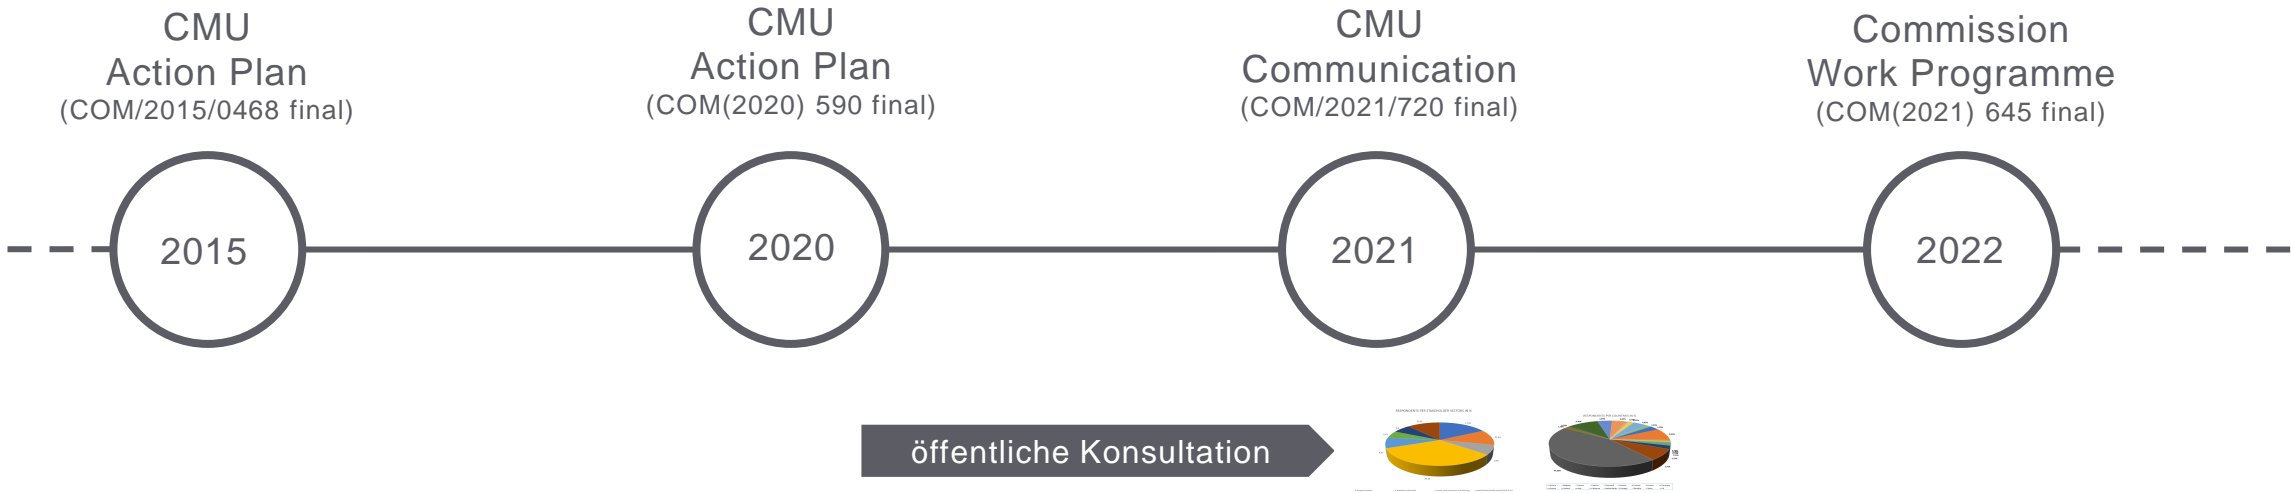 CMU
Action Plan
(COM/2015/0468 final)
CMU
Action Plan
(COM(2020) 590 final)
CMU
Communication
(COM/2021/720 final)
Commission
Work Programme
(COM(2021) 645 final)
2015
2020
2021
2022
öffentliche Konsultation